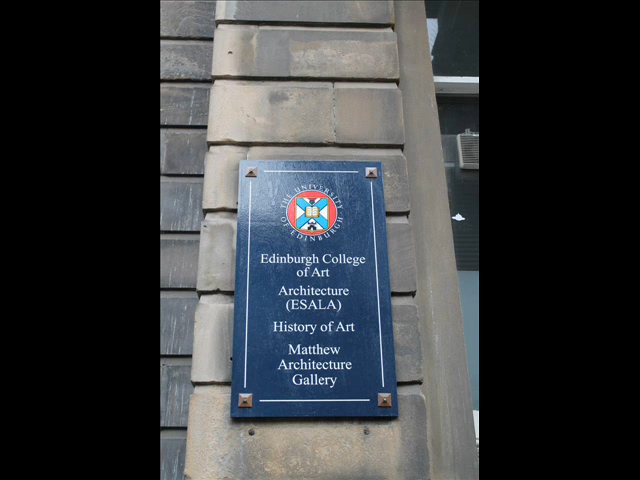 THE UNIVERSITY
OF EDINBURGH
Edinburgh College
of Art
Architecture
(ESALA)
History of Art
Matthew
Architecture
Gallery